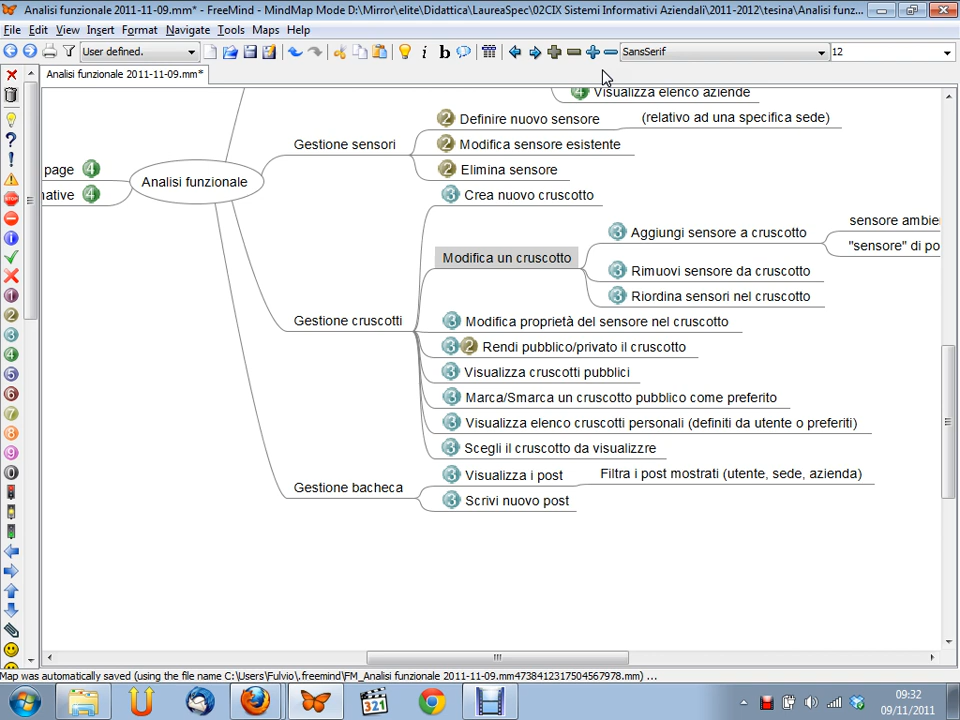 Analisi funzionale 2011-11-09.mm* - FreeMind - MindMap Mode D:\Mirror\elite\Didattica\LaureaSpec\02CIX Sistemi Informativi Aziendali\2011-2012\tesina\Analisi funz...
File Edit View Insert Format Navigate Tools Maps Help
User defined.
SansSerif
12
Analisi funzionale 2011-11-09.mm*
Visualizza elenco aziende
Definire nuovo sensore
(relativo ad una specifica sede)
Gestione sensori
Modifica sensore esistente
page
Elimina sensore
Analisi funzionale
native
Crea nuovo cruscotto
sensore ambie
Aggiungi sensore a cruscotto
"sensore" di po
Modifica un cruscotto
Rimuovi sensore da cruscotto
Riordina sensori nel cruscotto
Gestione cruscotti
Modifica proprietà del sensore nel cruscotto
Rendi pubblico/privato il cruscotto
Visualizza cruscotti pubblici
Marca/Smarca un cruscotto pubblico come preferito
Visualizza elenco cruscotti personali (definiti da utente o preferiti)
Scegli il cruscotto da visualizzre
Gestione bacheca
Visualizza i post
Filtra i post mostrati (utente, sede, azienda)
Scrivi nuovo post
Map was automatically saved (using the file name C:\Users\Fulvio\.freemind\FM_Analisi funzionale 2011-11-09.mm4738412317504567978.mm) ...
321
09:32
09/11/2011